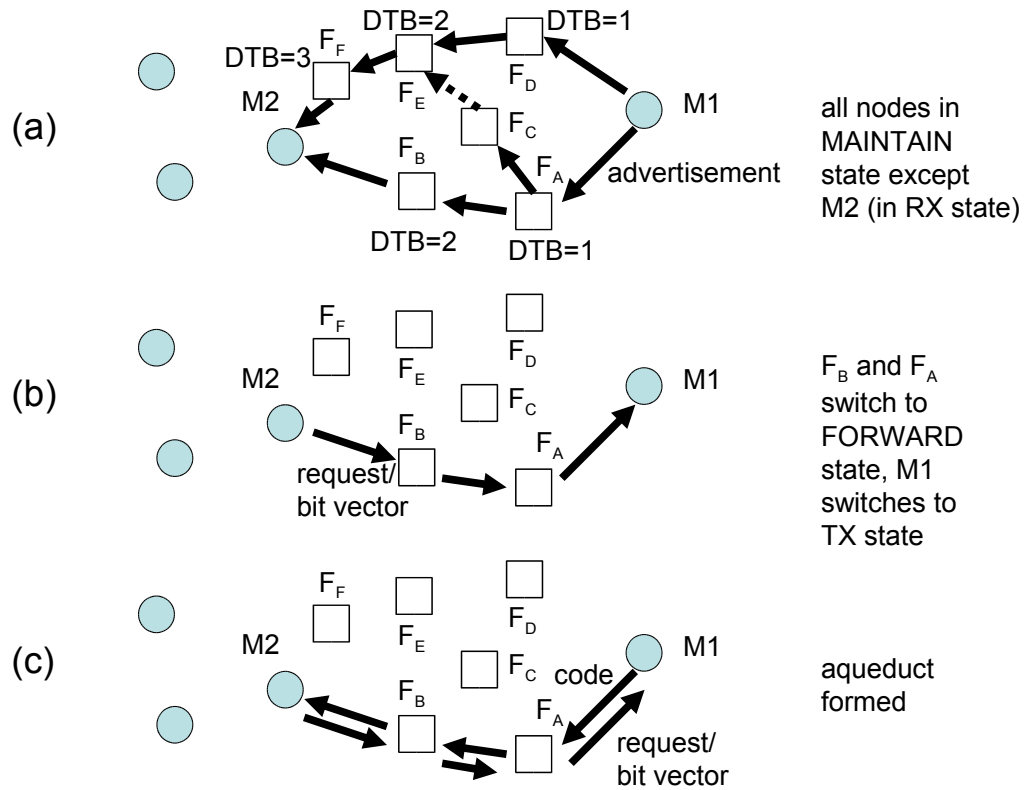 (a)
DTB=3
F_F
DTB=2
DTB=1
F_D
F_E
M2
M1
F_C
F_B
F_A
advertisement
DTB=2
DTB=1
all nodes in
MAINTAIN
state except
M2 (in RX state)
(b)
F_F
F_E
F_D
M2
M1
F_C
F_B
F_A
request/
bit vector
F_B and F_A
switch to
FORWARD
state, M1
switches to
TX state
(c)
F_F
F_E
F_D
M2
M1
F_C
code
F_B
F_A
request/
bit vector
aqueduct
formed